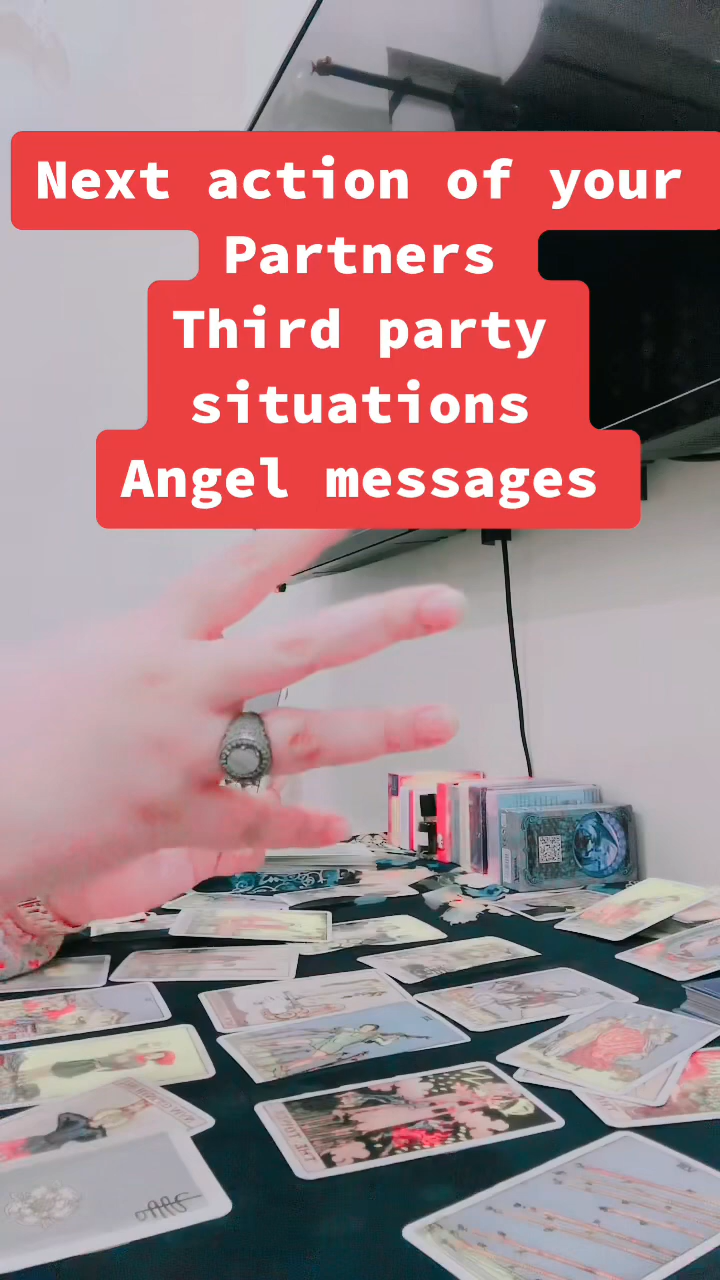 Next action of your
Partners
Third party
situations
Angel messages